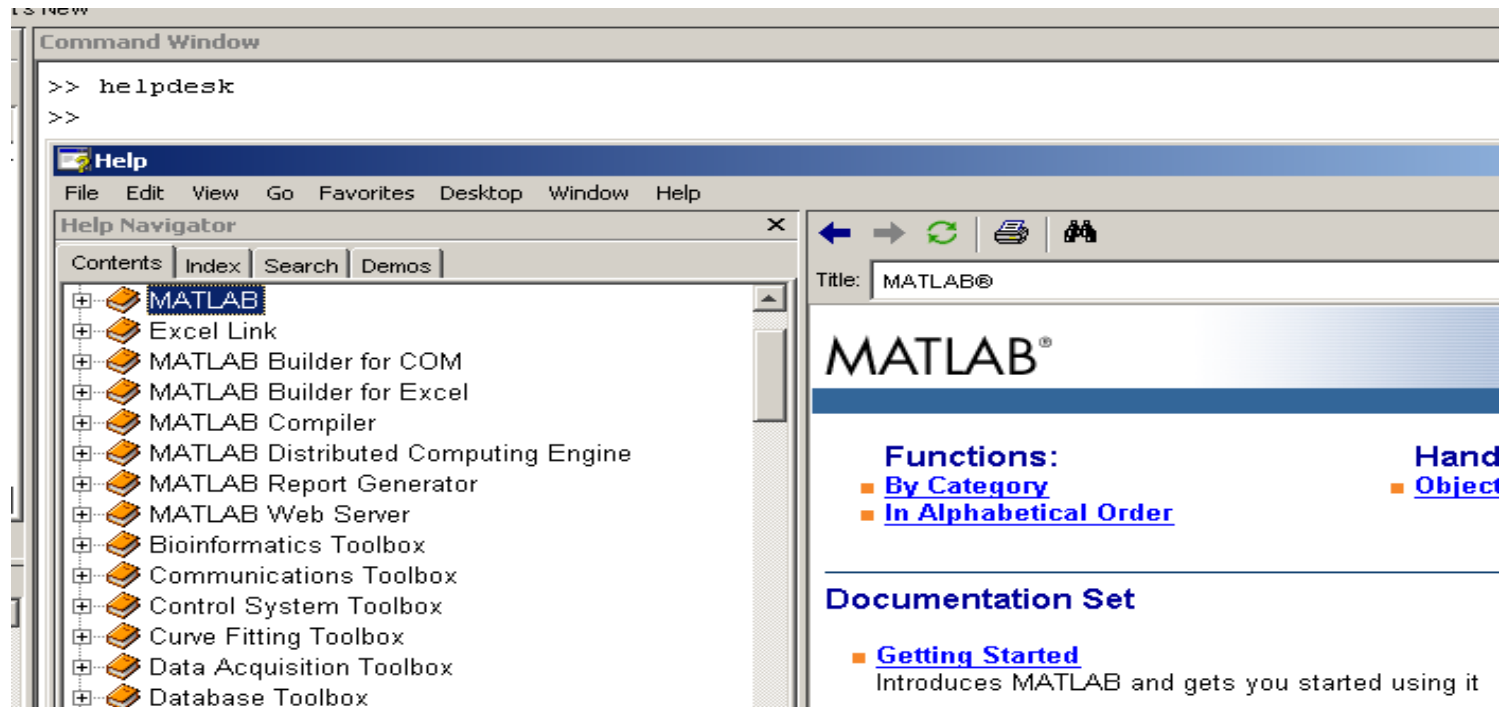 Command Window
>> helpdesk
>>
Help
File Edit View Go Favorites Desktop Window Help
Help Navigator
Contents Index Search Demos
MATLAB
Excel Link
MATLAB Builder for COM
MATLAB Builder for Excel
MATLAB Compiler
MATLAB Distributed Computing Engine
MATLAB Report Generator
MATLAB Web Server
Bioinformatics Toolbox
Communications Toolbox
Control System Toolbox
Curve Fitting Toolbox
Data Acquisition Toolbox
Database Toolbox
Title: MATLAB®
MATLAB®
Functions:
By Category
In Alphabetical Order
Hand
Object
Documentation Set
Getting Started
Introduces MATLAB and gets you started using it